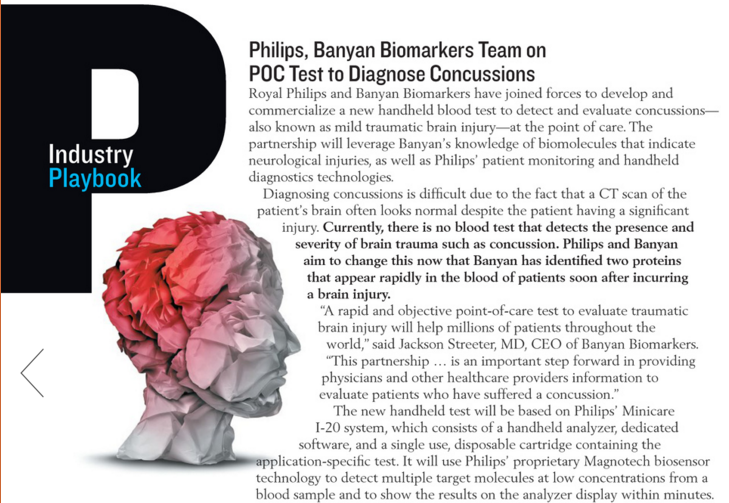 P
Industry
Playbook
Philips, Banyan Biomarkers Team on
POC Test to Diagnose Concussions
Royal Philips and Banyan Biomarkers have joined forces to develop and
commercialize a new handheld blood test to detect and evaluate concussions—
also known as mild traumatic brain injury—at the point of care. The
partnership will leverage Banyan’s knowledge of biomolecules that indicate
neurological injuries, as well as Philips’ patient monitoring and handheld
diagnostics technologies.
Diagnosing concussions is difficult due to the fact that a CT scan of the
patient’s brain often looks normal despite the patient having a significant
injury. Currently, there is no blood test that detects the presence and
severity of brain trauma such as concussion. Philips and Banyan
aim to change this now that Banyan has identified two proteins
that appear rapidly in the blood of patients soon after incurring
a brain injury.
“A rapid and objective point-of-care test to evaluate traumatic
brain injury will help millions of patients throughout the
world,” said Jackson Streeter, MD, CEO of Banyan Biomarkers.
“This partnership … is an important step forward in providing
physicians and other healthcare providers information to
evaluate patients who have suffered a concussion.”
The new handheld test will be based on Philips’ Minicare
I-20 system, which consists of a handheld analyzer, dedicated
software, and a single use, disposable cartridge containing the
application-specific test. It will use Philips’ proprietary Magnotech biosensor
technology to detect multiple target molecules at low concentrations from a
blood sample and to show the results on the analyzer display within minutes.